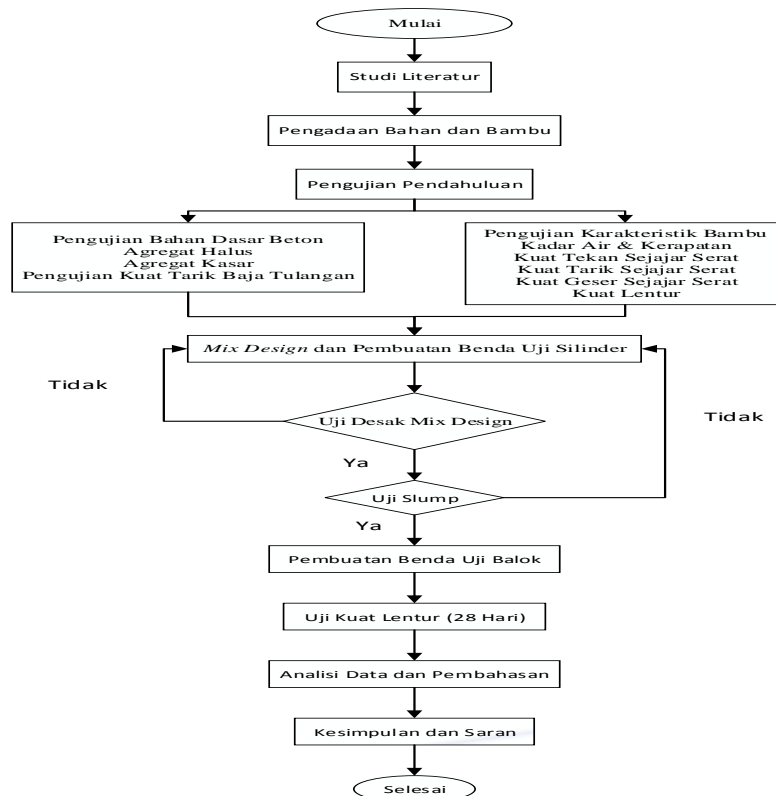 Mulai
Studi Literatur
Pengadaan Bahan dan Bambu
Pengujian Pendahuluan
Pengujian Bahan Dasar Beton
Agregat Halus
Agregat Kasar
Pengujian Kuat Tarik Baja Tulangan
Pengujian Karakteristik Bambu
Kadar Air & Kerapatan
Kuat Tekan Sejajar Serat
Kuat Tarik Sejajar Serat
Kuat Geser Sejajar Serat
Kuat Lentur
Mix Design dan Pembuatan Benda Uji Silinder
Tidak
Tidak
Uji Desak Mix Design
Ya
Uji Slump
Ya
Pembuatan Benda Uji Balok
Uji Kuat Lentur (28 Hari)
Analisi Data dan Pembahasan
Kesimpulan dan Saran
Selesai